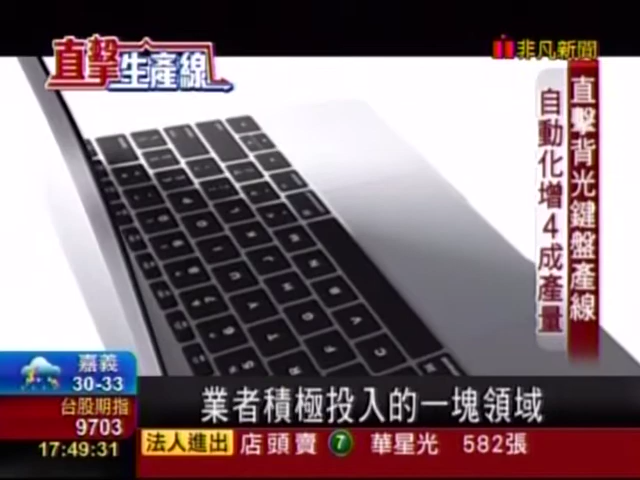 直擊生產線
非凡新聞
直擊背光鍵盤產線
自動化增4成產量
嘉義
30-33
台股期指
9703
17:49:31
業者積極投入的一塊領域
法人進出 店頭賣 7 華星光 582張